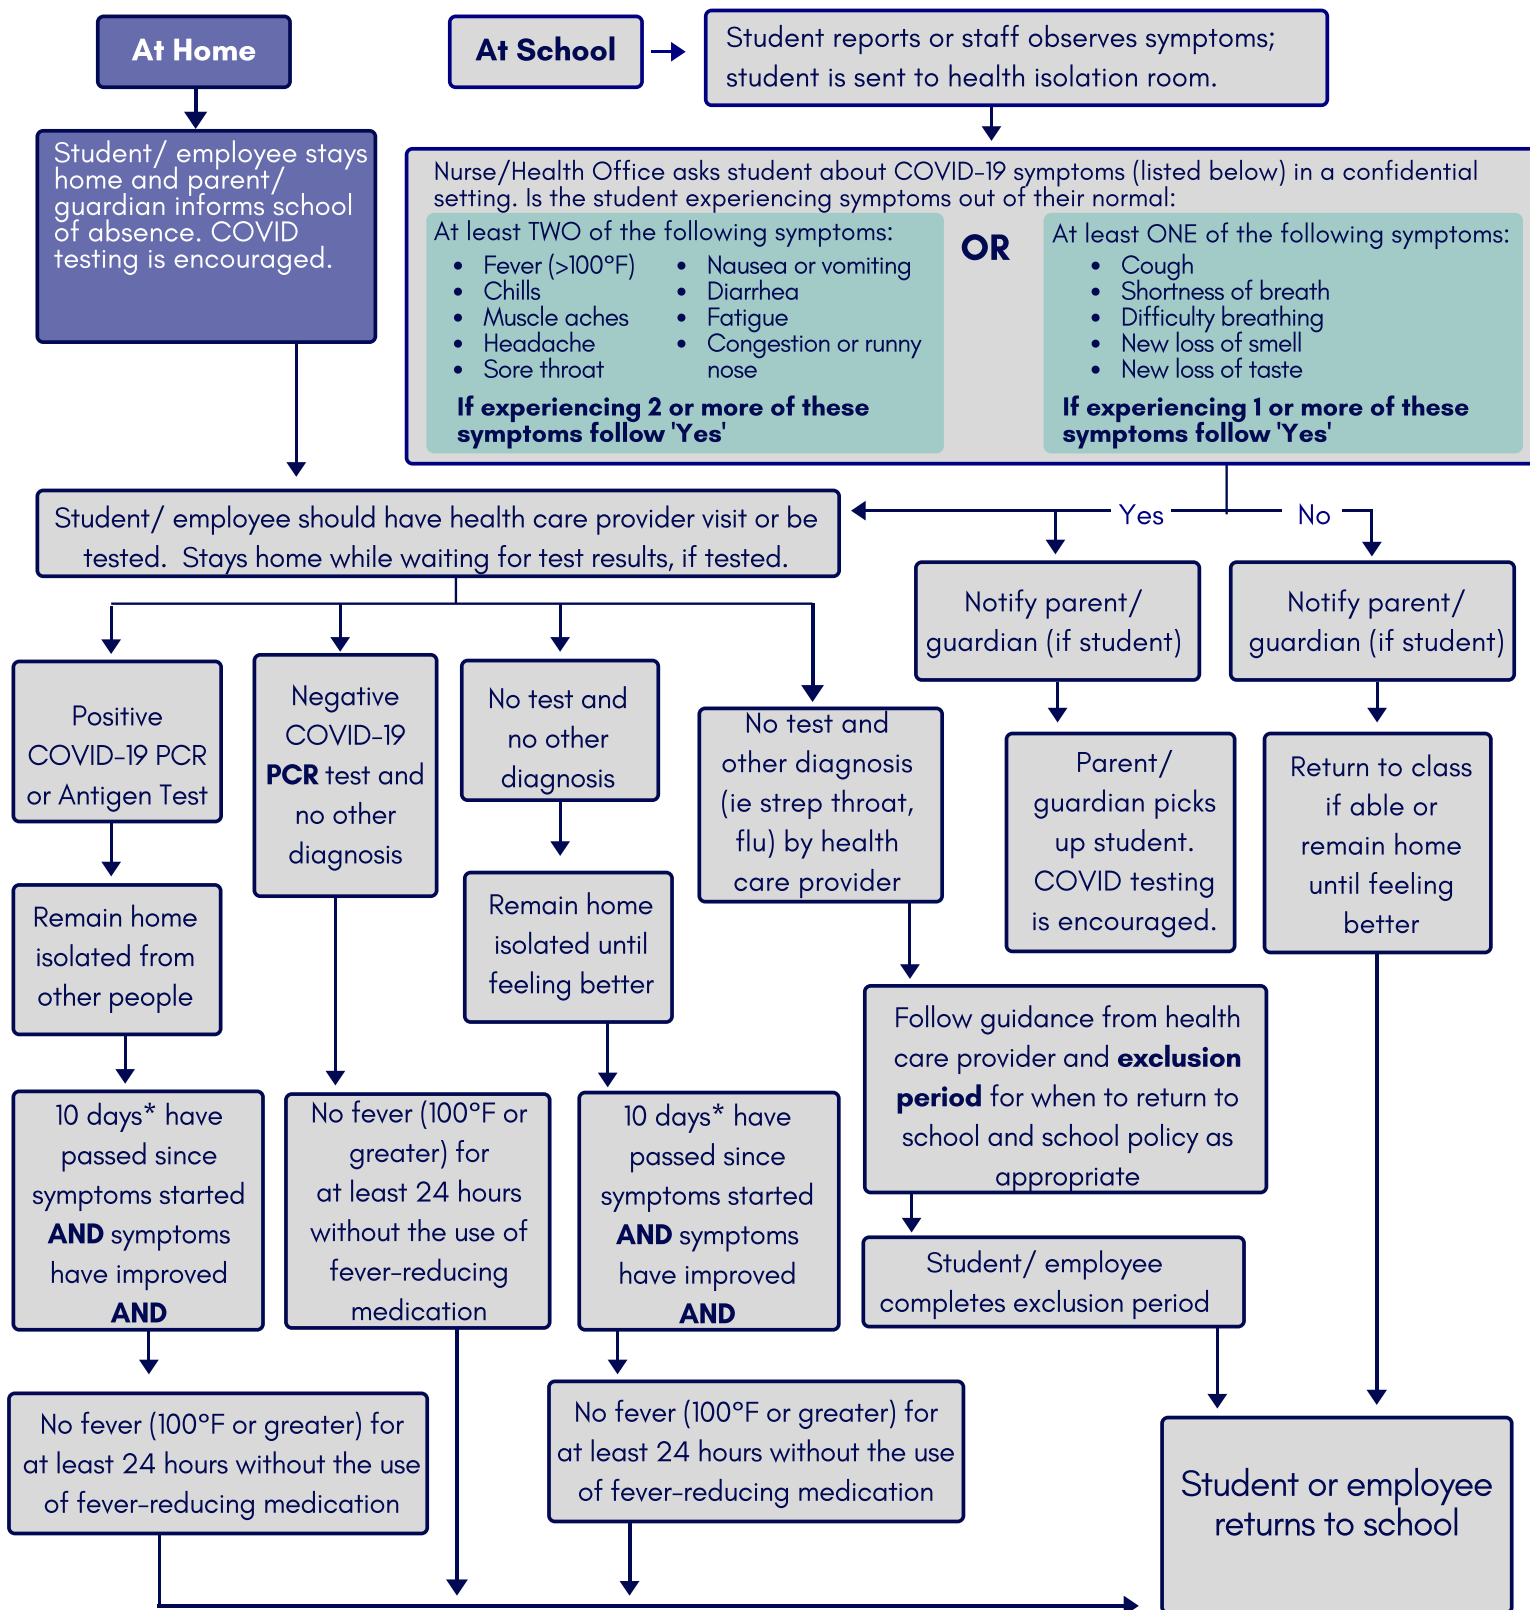 At Home
At School
Student reports or staff observes symptoms;
student is sent to health isolation room.
Student/ employee stays
home and parent/
guardian informs school
of absence. COVID
testing is encouraged.
Nurse/Health Office asks student about COVID-19 symptoms (listed below) in a confidential
setting. Is the student experiencing symptoms out of their normal:
At least TWO of the following symptoms:
• Fever (>100°F)
• Chills
• Muscle aches
• Headache
• Sore throat
• Nausea or vomiting
• Diarrhea
• Fatigue
• Congestion or runny
nose
If experiencing 2 or more of these
symptoms follow 'Yes'
OR
At least ONE of the following symptoms:
• Cough
• Shortness of breath
• Difficulty breathing
• New loss of smell
• New loss of taste
If experiencing 1 or more of these
symptoms follow 'Yes'
Yes
No
Student/ employee should have health care provider visit or be
tested. Stays home while waiting for test results, if tested.
Notify parent/
guardian (if student)
Notify parent/
guardian (if student)
Positive
COVID-19 PCR
or Antigen Test
Negative
COVID-19
PCR test and
no other
diagnosis
No test and
no other
diagnosis
No test and
other diagnosis
(ie strep throat,
flu) by health
care provider
Parent/
guardian picks
up student.
COVID testing
is encouraged.
Return to class
if able or
remain home
until feeling
better
Remain home
isolated from
other people
Remain home
isolated until
feeling better
Follow guidance from health
care provider and exclusion
period for when to return to
school and school policy as
appropriate
10 days* have
passed since
symptoms started
AND symptoms
have improved
AND
No fever (100°F or
greater) for
at least 24 hours
without the use of
fever-reducing
medication
10 days* have
passed since
symptoms started
AND symptoms
have improved
AND
Student/ employee
completes exclusion period
No fever (100°F or greater) for
at least 24 hours without the use
of fever-reducing medication
No fever (100°F or greater) for
at least 24 hours without the use
of fever-reducing medication
Student or employee
returns to school